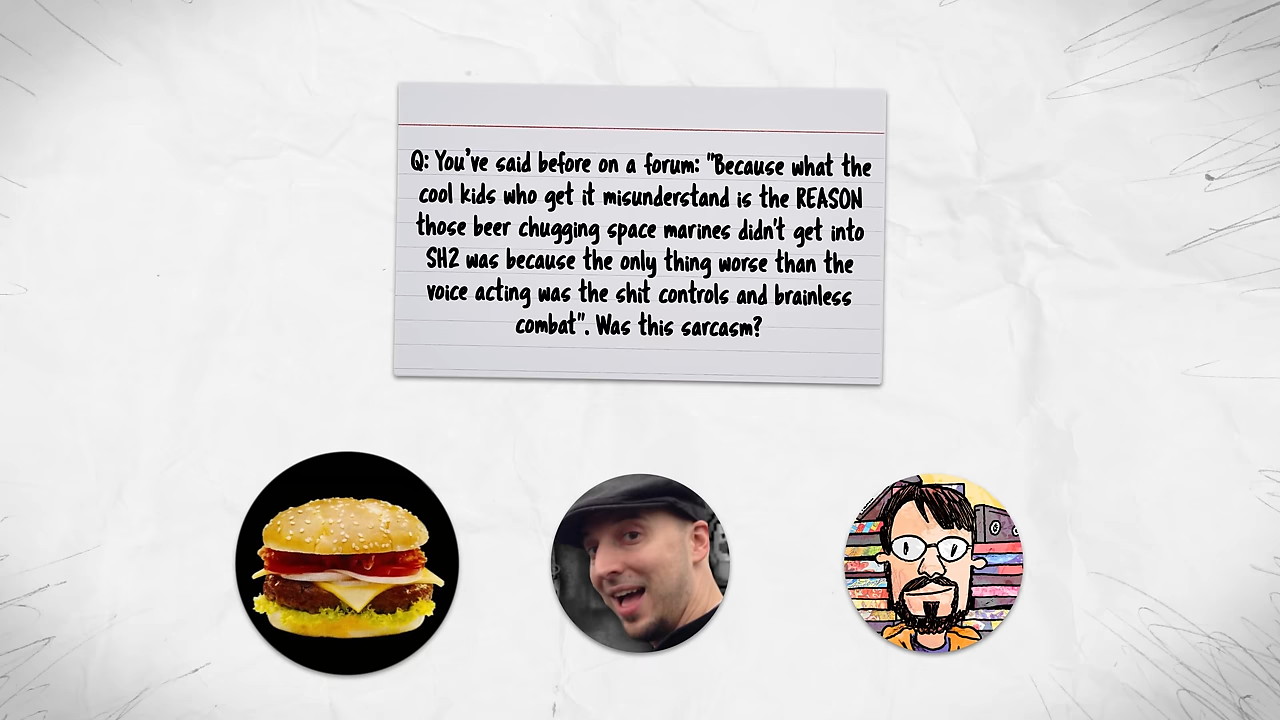 Q: You've said before on a forum: "Because what the
cool kids who get it misunderstand is the REASON
those beer chugging space marines didn't get into
SH2 was because the only thing worse than the
voice acting was the shit controls and brainless
combat". Was this sarcasm?